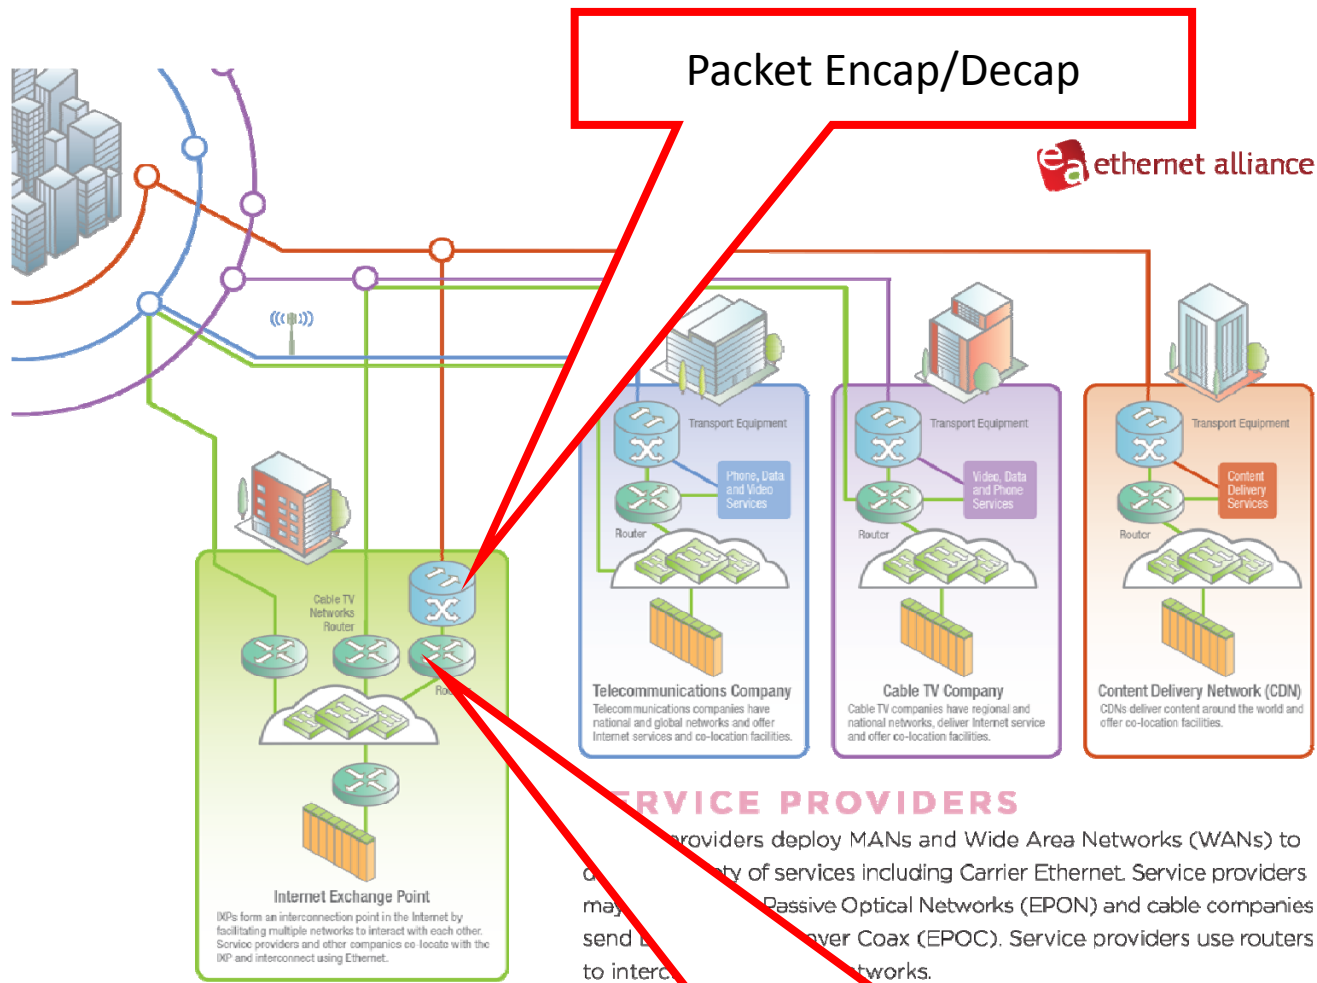 Packet Encap/Decap
ethernet alliance
Transport Equipment
Phone, Data
and Video
Services
Router
Telecommunications Company
Telecommunications companies have
national and global networks and offer
Internet services and co-location facilities.
Transport Equipment
Video, Data
and Phone
Services
Router
Cable TV Company
Cable TV companies have regional and
national networks, deliver Internet service
and offer co-location facilities.
Transport Equipment
Content
Delivery
Services
Router
Content Delivery Network (CDN)
CDNs deliver content around the world and
offer co-location facilities.
Cable TV
Networks
Router
Internet Exchange Point
IXPs form an interconnection point in the Internet by
facilitating multiple networks to interact with each other.
Service providers and other companies co-locate with the
IXP and interconnect using Ethernet.
ERVICE PROVIDERS
providers deploy MANs and Wide Area Networks (WANs) to
of services including Carrier Ethernet. Service providers
may Passive Optical Networks (EPON) and cable companies
send over Coax (EPOC). Service providers use routers
to